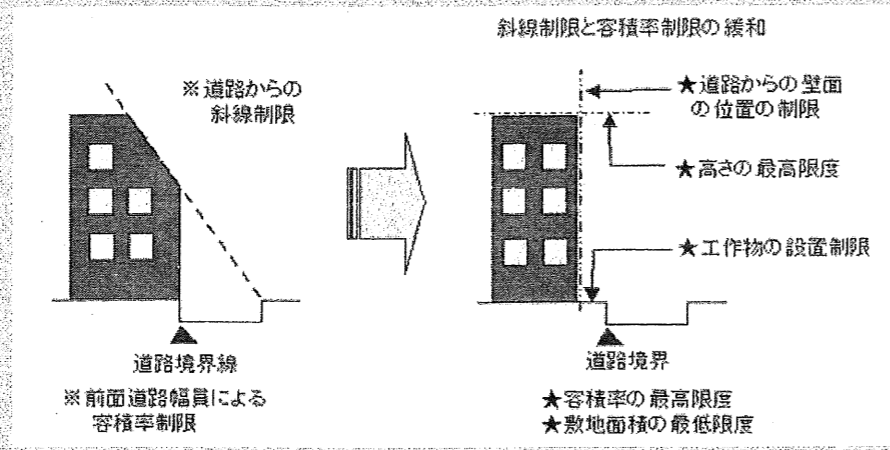 斜線制限と容積率制限の緩和
※道路からの
斜線制限
道路境界線
※前面道路幅員による
容積率制限
★道路からの壁面
の位置の制限
★高さの最高限度
★工作物の設置制限
道路境界
★容積率の最高限度
★敷地面積の最低限度